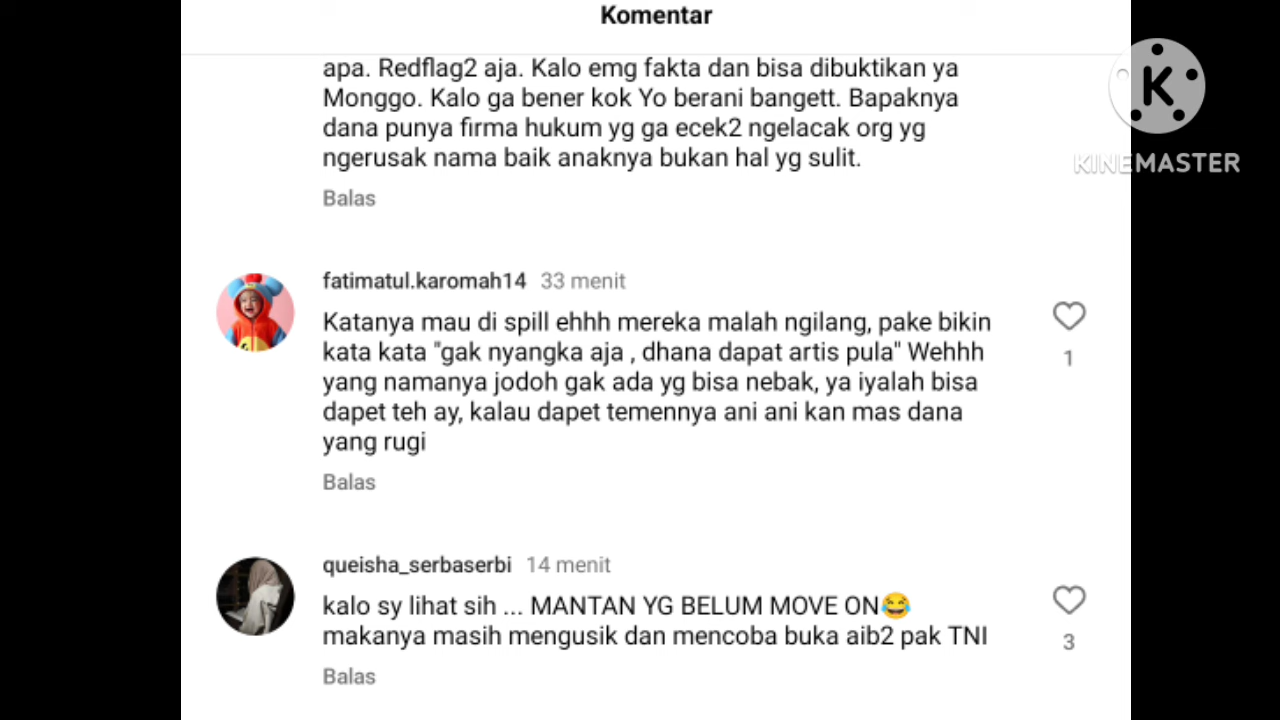 Komentar
apa. Redflag2 aja. Kalo emg fakta dan bisa dibuktikan ya
Monggo. Kalo ga bener kok Yo berani bangett. Bapaknya
dana punya firma hukum yg ga ecek2 ngelacak org yg
ngerusak nama baik anaknya bukan hal yg sulit.
Balas
fatimatul.karomah14 33 menit
Katanya mau di spill ehhh mereka malah ngilang, pake bikin
kata kata "gak nyangka aja , dhana dapat artis pula" Wehhh
yang namanya jodoh gak ada yg bisa nebak, ya iyalah bisa
dapet teh ay, kalau dapet temennya ani ani kan mas dana
yang rugi
1
Balas
queisha_serbaserbi 14 menit
kalo sy lihat sih ... MANTAN YG BELUM MOVE ON😂
makanya masih mengusik dan mencoba buka aib2 pak TNI
3
Balas
K
KINEMASTER